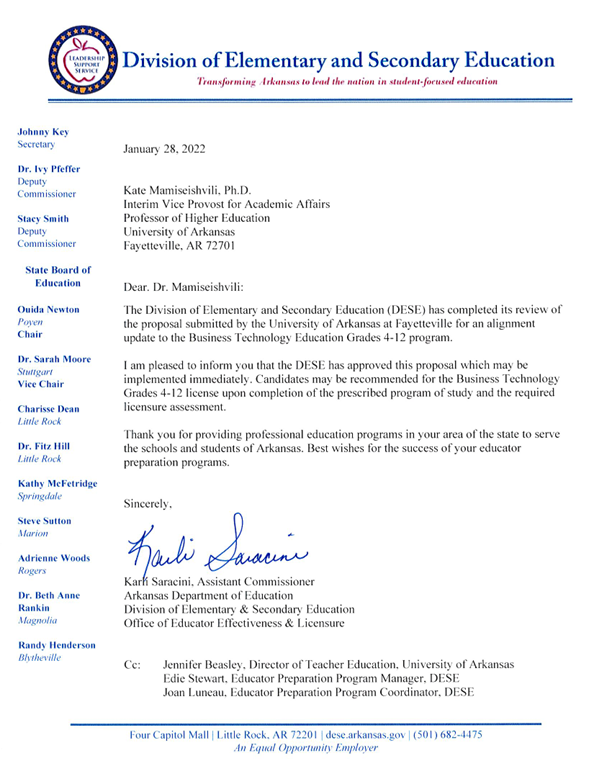 LEADERSHIP
SUPPORT
SERVICE
Division of Elementary and Secondary Education
Transforming Arkansas to lead the nation in student-focused education
Johnny Key
Secretary
Dr. Ivy Pfeffer
Deputy
Commissioner
Stacy Smith
Deputy
Commissioner
State Board of
Education
Ouida Newton
Poyen
Chair
Dr. Sarah Moore
Stuttgart
Vice Chair
Charisse Dean
Little Rock
Dr. Fitz Hill
Little Rock
Kathy McFetridge
Springdale
Steve Sutton
Marion
Adrienne Woods
Rogers
Dr. Beth Anne
Rankin
Magnolia
Randy Henderson
Blytheville
January 28, 2022
Kate Mamiseishvili, Ph.D.
Interim Vice Provost for Academic Affairs
Professor of Higher Education
University of Arkansas
Fayetteville, AR 72701
Dear. Dr. Mamiseishvili:
The Division of Elementary and Secondary Education (DESE) has completed its review of
the proposal submitted by the University of Arkansas at Fayetteville for an alignment
update to the Business Technology Education Grades 4-12 program.
I am pleased to inform you that the DESE has approved this proposal which may be
implemented immediately. Candidates may be recommended for the Business Technology
Grades 4-12 license upon completion of the prescribed program of study and the required
licensure assessment.
Thank you for providing professional education programs in your area of the state to serve
the schools and students of Arkansas. Best wishes for the success of your educator
preparation programs.
Sincerely,
Karli Saracini
Karli Saracini, Assistant Commissioner
Arkansas Department of Education
Division of Elementary & Secondary Education
Office of Educator Effectiveness & Licensure
Cc: Jennifer Beasley, Director of Teacher Education, University of Arkansas
Edie Stewart, Educator Preparation Program Manager, DESE
Joan Luneau, Educator Preparation Program Coordinator, DESE
Four Capitol Mall | Little Rock, AR 72201 | dese.arkansas.gov | (501) 682-4475
An Equal Opportunity Employer